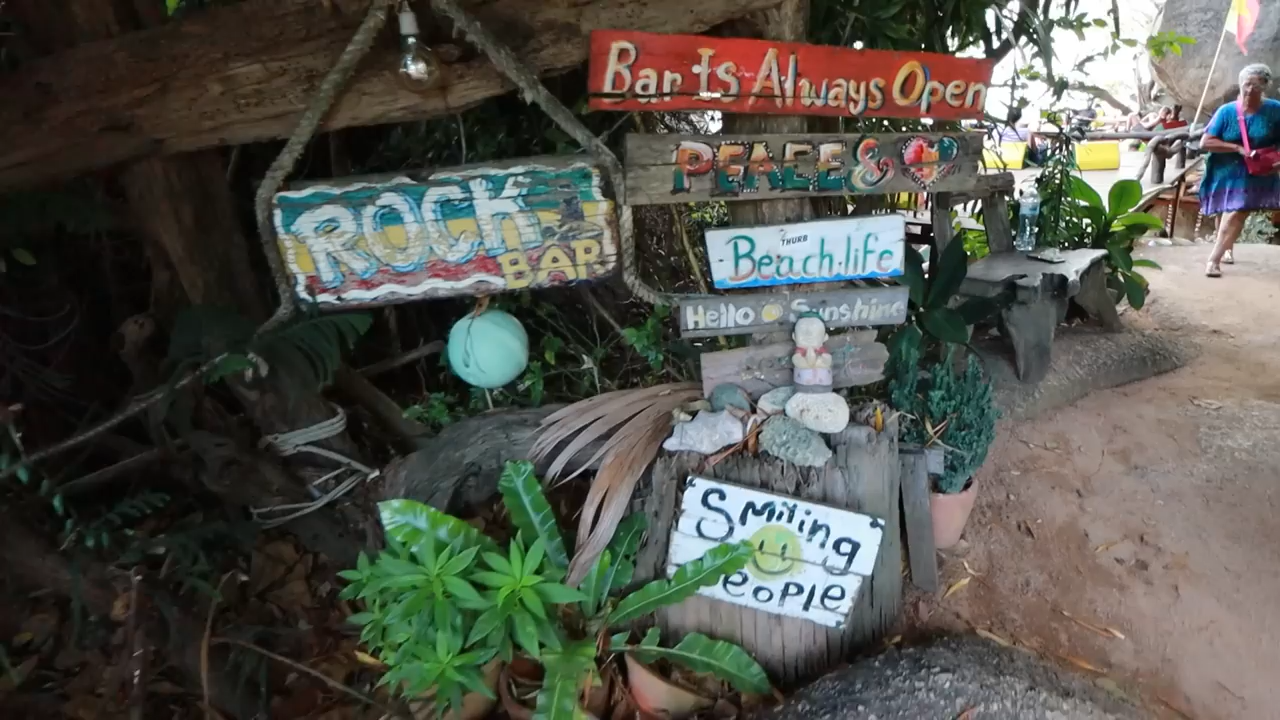 Bar Is Always Open
PEACE &
ROCK
BAR
THURB
Beach.life
Hello Sunshine
Smiling
PeoPle